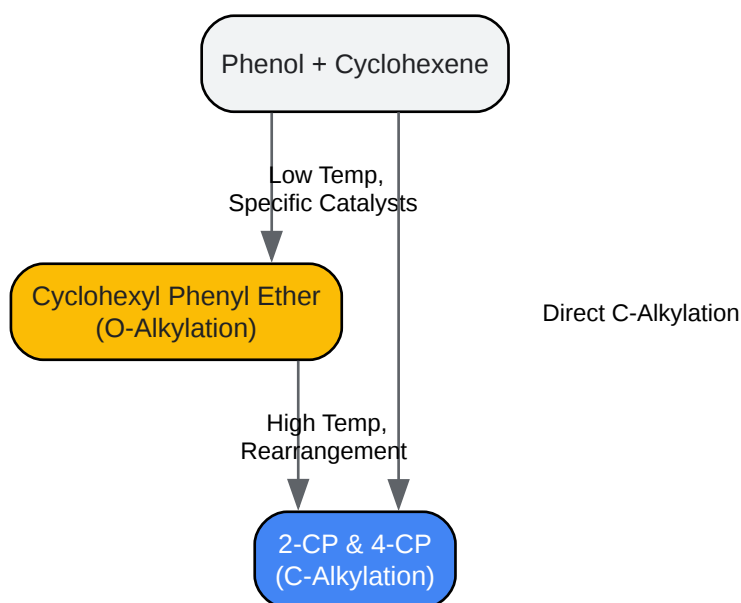 Phenol + Cyclohexene
Low Temp,
Specific Catalysts
Cyclohexyl Phenyl Ether
(O-Alkylation)
Direct C-Alkylation
High Temp,
Rearrangement
2-CP & 4-CP
(C-Alkylation)